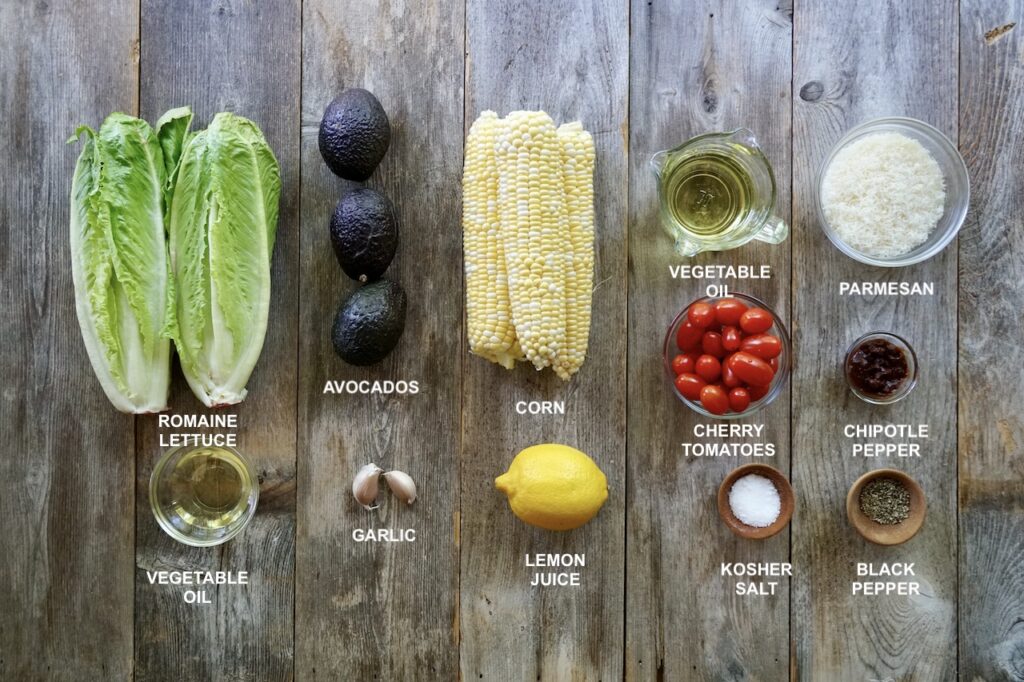 VEGETABLE
OIL
PARMESAN
AVOCADOS
CORN
ROMAINE
LETTUCE
CHERRY
TOMATOES
CHIPOTLE
PEPPER
GARLIC
LEMON
JUICE
VEGETABLE
OIL
KOSHER
SALT
BLACK
PEPPER